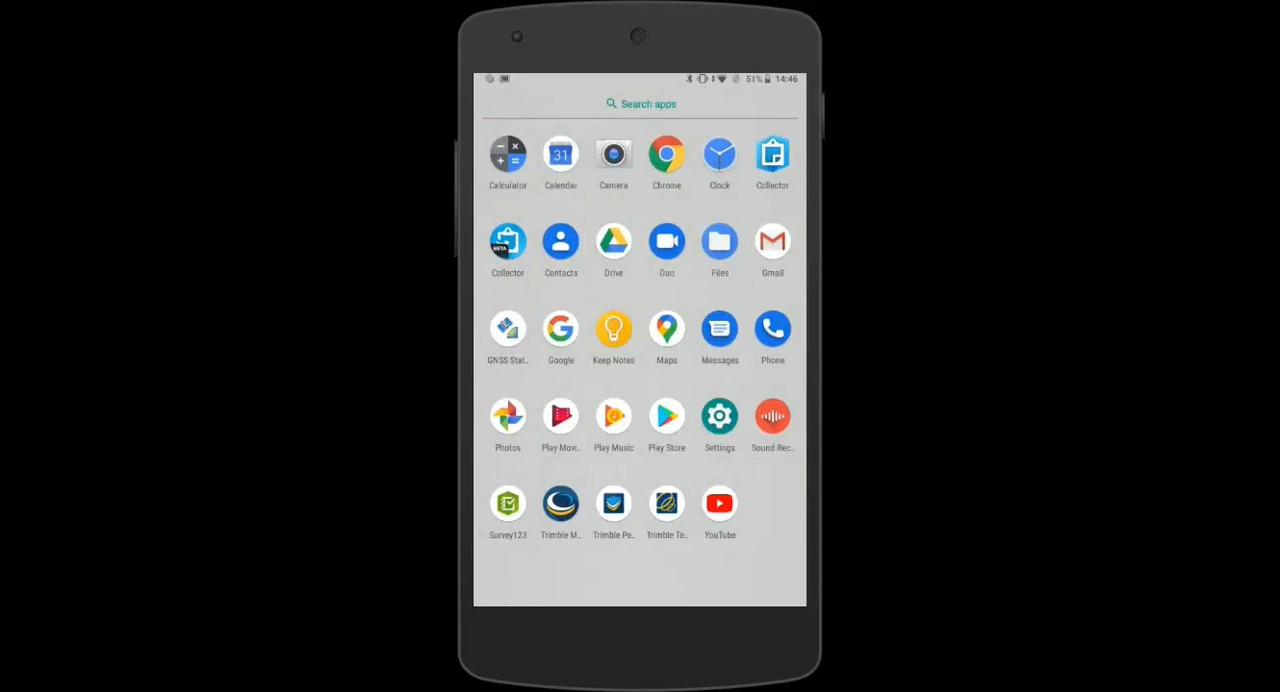 51% 14:46
Search apps
Calculator Calendar Camera Chrome Clock Collector
31
BETA
Collector Contacts Drive Duo Files Gmail
GNSS Stat.. Google Keep Notes Maps Messages Phone
Photos Play Movi.. Play Music Play Store Settings Sound Rec..
Survey123 Trimble M.. Trimble Pe.. Trimble Te.. YouTube